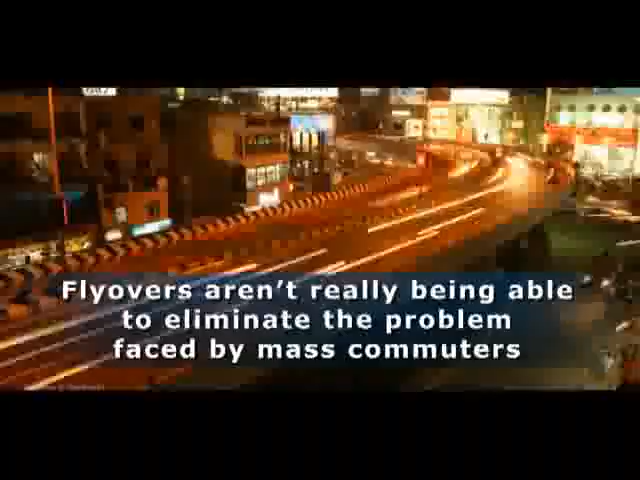 Flyovers aren't really being able
to eliminate the problem
faced by mass commuters